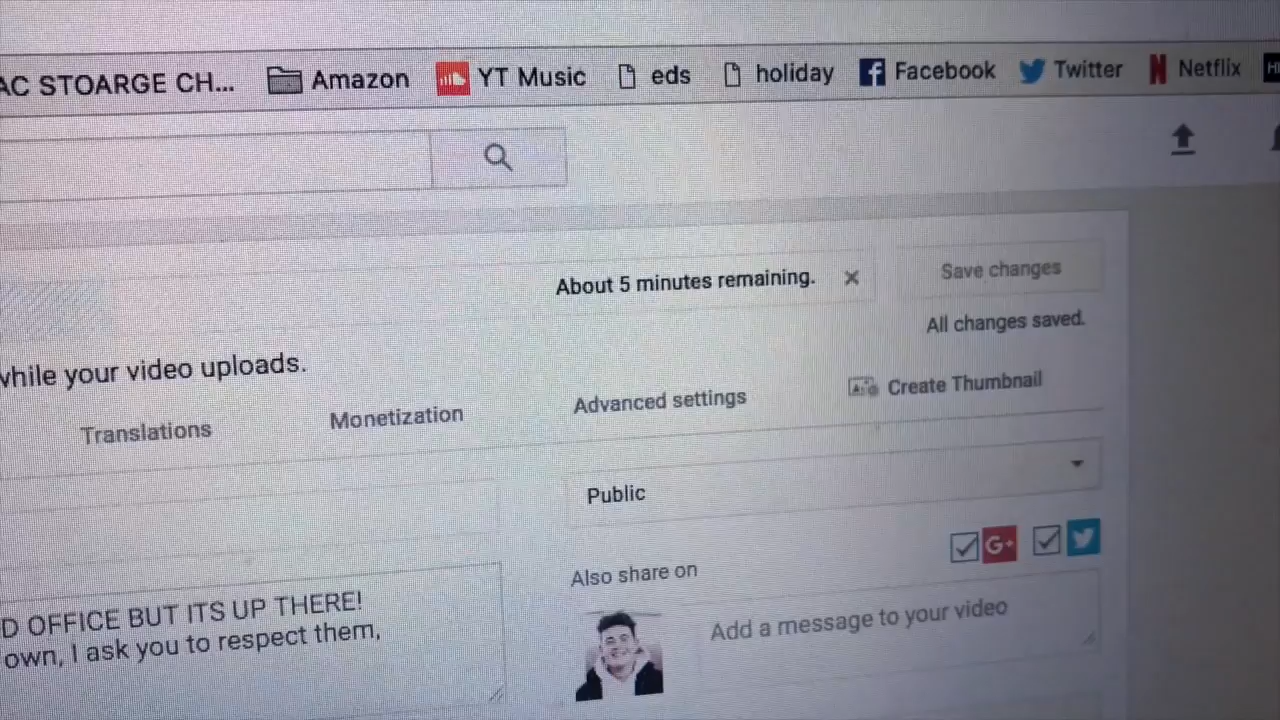 AC STOARGE CH... Amazon YT Music eds holiday Facebook Twitter Netflix
About 5 minutes remaining. Save changes
All changes saved.
while your video uploads.
Translations Monetization Advanced settings Create Thumbnail
Public
G+
Also share on
D OFFICE BUT ITS UP THERE!
own, I ask you to respect them,
Add a message to your video